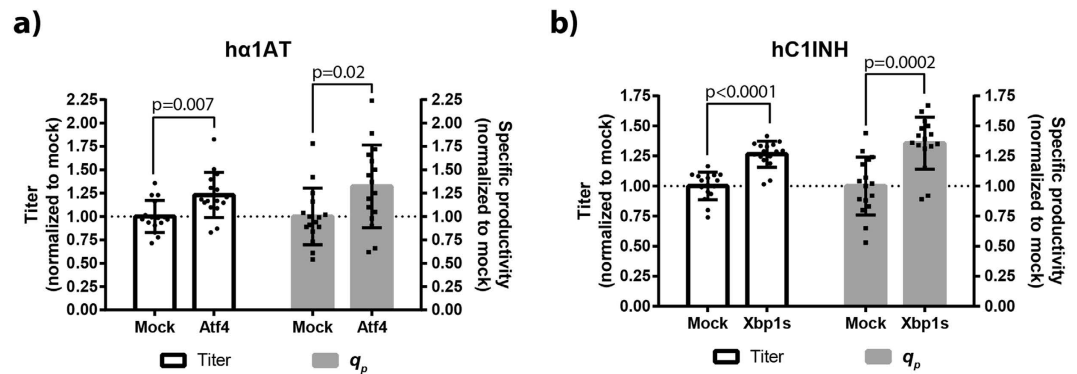 a)
hα1AT
p=0.007
p=0.02
Titer
(normalized to mock)
2.25
2.00
1.75
1.50
1.25
1.00
0.75
0.50
0.25
0.00
2.25
2.00
1.75
1.50
1.25
1.00
0.75
0.50
0.25
0.00
Specific productivity
(normalized to mock)
Mock Atf4 Mock Atf4
Titer qp
b)
hC1INH
p<0.0001
p=0.0002
Titer
(normalized to mock)
1.75
1.50
1.25
1.00
0.75
0.50
0.25
0.00
1.75
1.50
1.25
1.00
0.75
0.50
0.25
0.00
Specific productivity
(normalized to mock)
Mock Xbp1s Mock Xbp1s
Titer qp